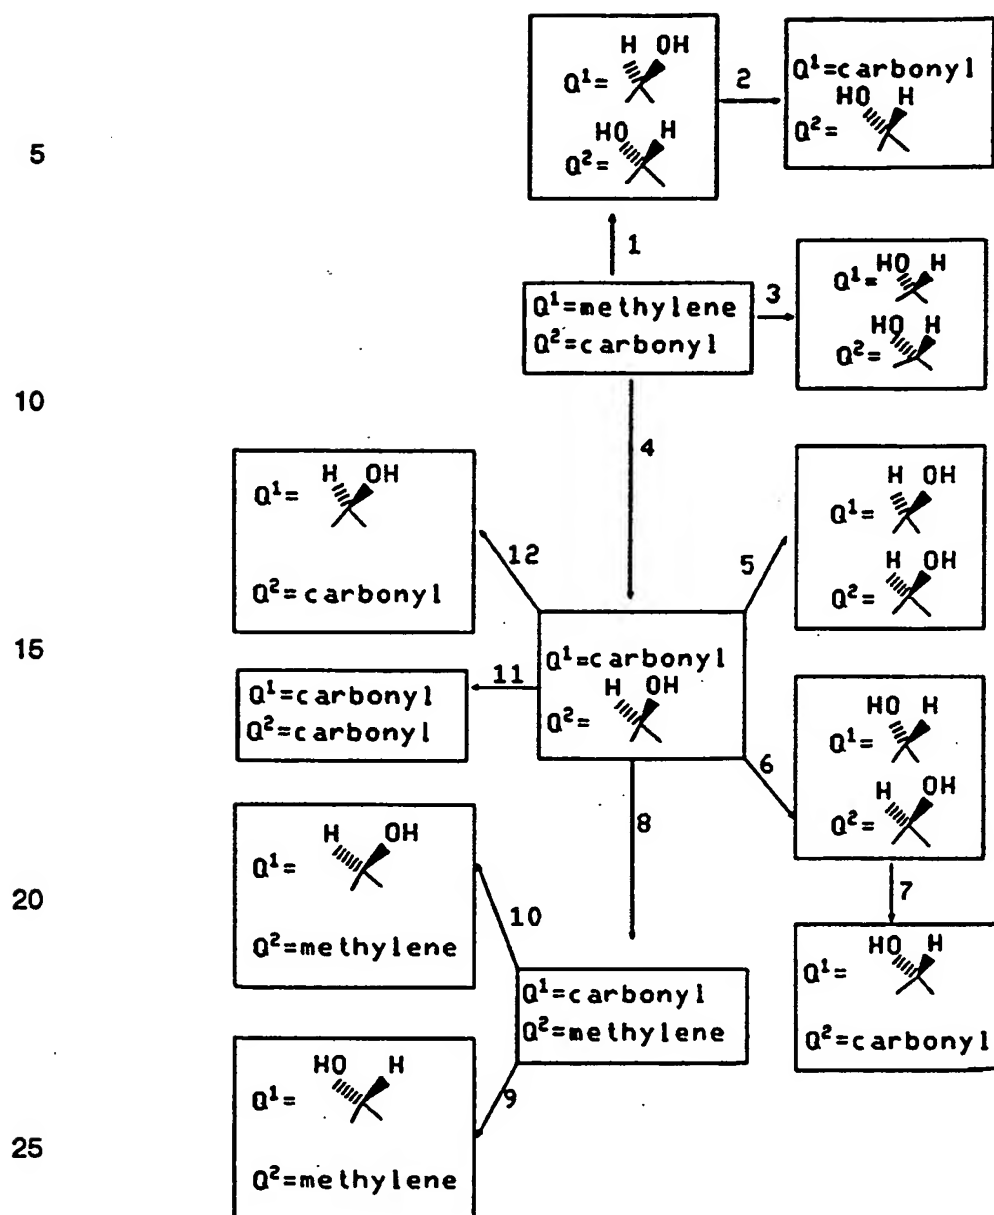 H OH
Q¹=
HO H
Q²=
2
Q¹=carbonyl
HO H
Q²=
5
1
Q¹=methylene
Q²=carbonyl
3
Q¹= HO H
HO H
Q²=
10
4
H OH
Q¹=
Q²=carbonyl
12
5
H OH
Q¹=
H OH
Q²=
15
Q¹=carbonyl
H OH
Q²=
11
Q¹=carbonyl
Q²=carbonyl
6
HO H
Q¹=
H OH
Q²=
8
H OH
Q¹=
Q²=methylene
20
7
10
HO H
Q¹=
Q²=carbonyl
Q¹=carbonyl
Q²=methylene
9
HO H
Q¹=
Q²=methylene
25